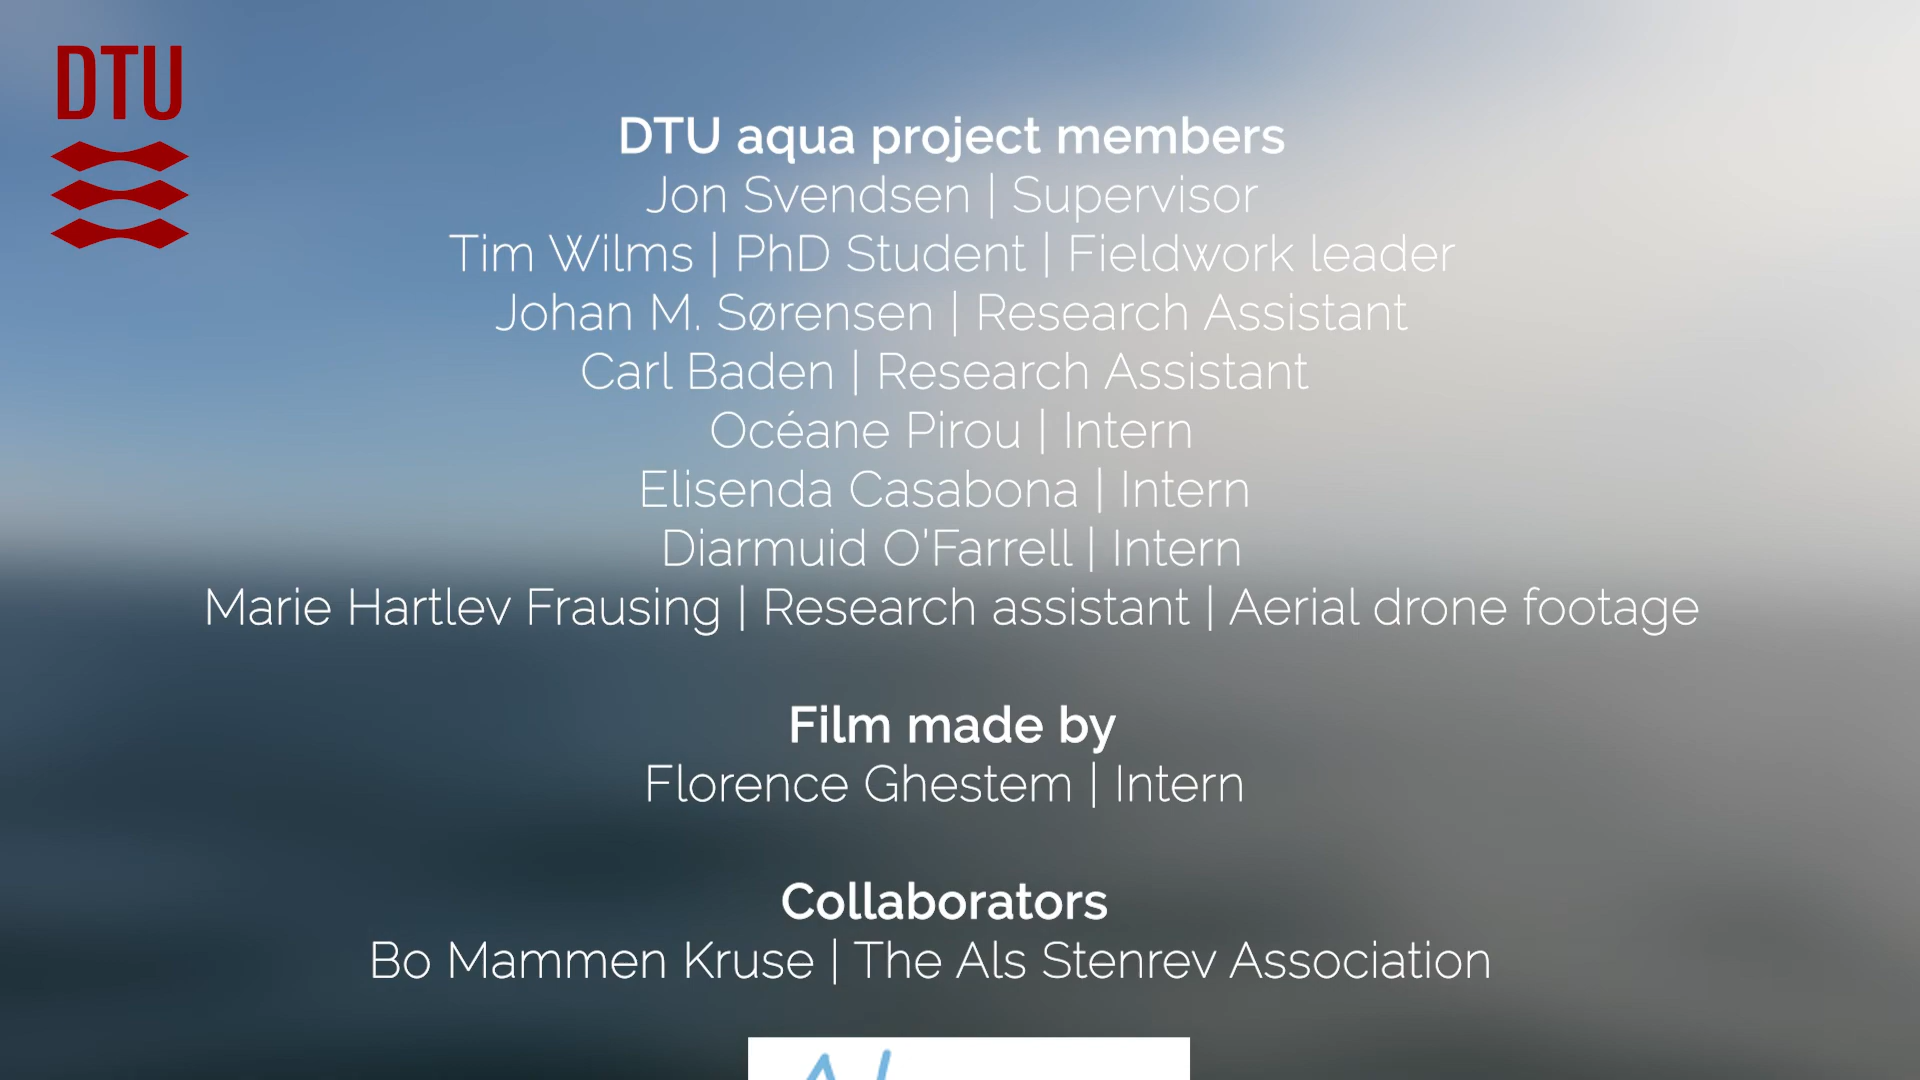 DTU
DTU aqua project members
Jon Svendsen | Supervisor
Tim Wilms | PhD Student | Fieldwork leader
Johan M. Sørensen | Research Assistant
Carl Baden | Research Assistant
Océane Pirou | Intern
Elisenda Casabona | Intern
Diarmuid O'Farrell | Intern
Marie Hartlev Frausing | Research assistant | Aerial drone footage
Film made by
Florence Ghestem | Intern
Collaborators
Bo Mammen Kruse | The Als Stenrev Association